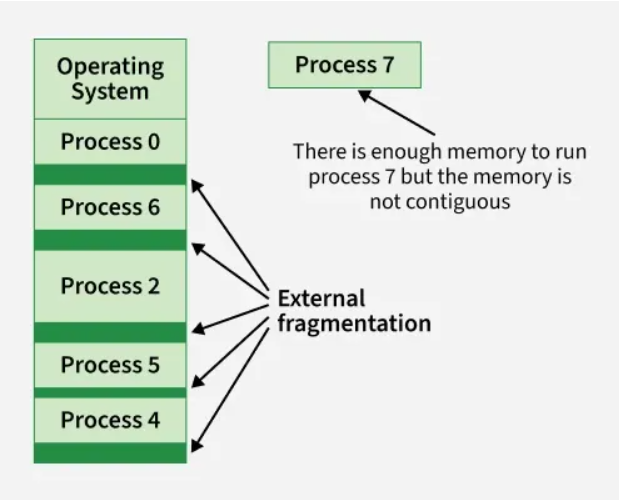 Operating
System
Process 0
Process 6
Process 2
Process 5
Process 4
Process 7
There is enough memory to run
process 7 but the memory is
not contiguous
External
fragmentation